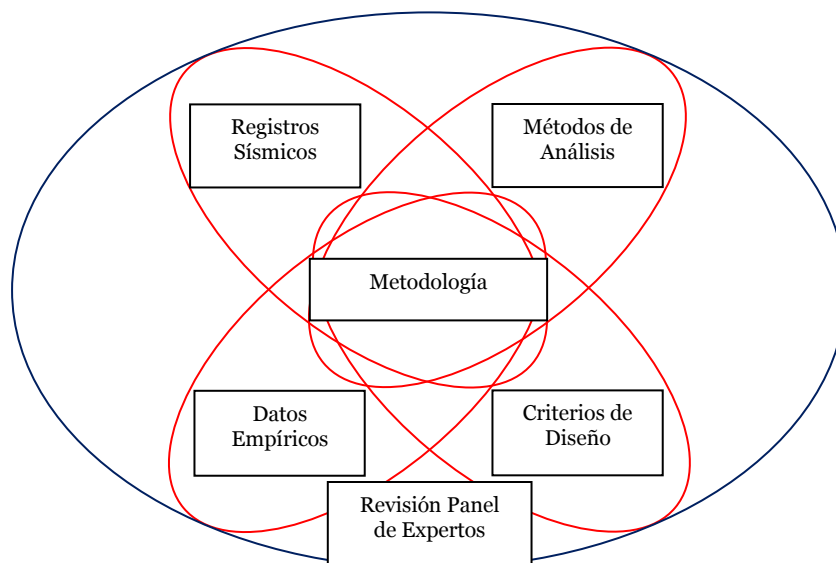 Registros
Sísmicos
Métodos de
Análisis
Metodología
Datos
Empíricos
Criterios de
Diseño
Revisión Panel
de Expertos